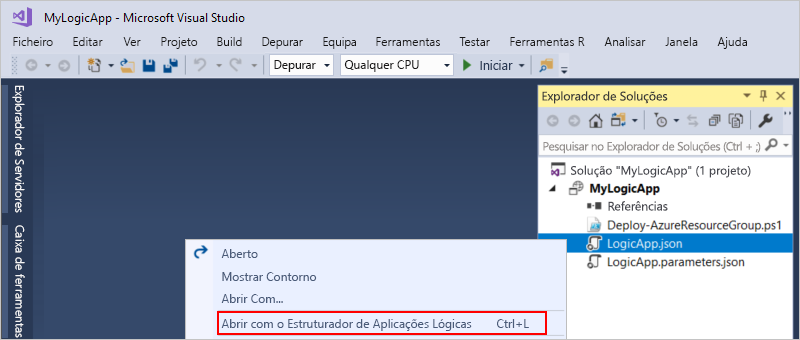 MyLogicApp - Microsoft Visual Studio
Ficheiro Editar Ver Projeto Build Depurar Equipa Ferramentas Testar Ferramentas R Analisar Janela Ajuda
Depurar Qualquer CPU Iniciar
Explorador de Servidores
Caixa de ferramentas
Explorador de Soluções
Pesquisar no Explorador de Soluções (Ctrl + ;)
Solução "MyLogicApp" (1 projeto)
MyLogicApp
Referências
Deploy-AzureResourceGroup.ps1
LogicApp.json
LogicApp.parameters.json
Aberto
Mostrar Contorno
Abrir Com...
Abrir com o Estruturador de Aplicações Lógicas Ctrl+L